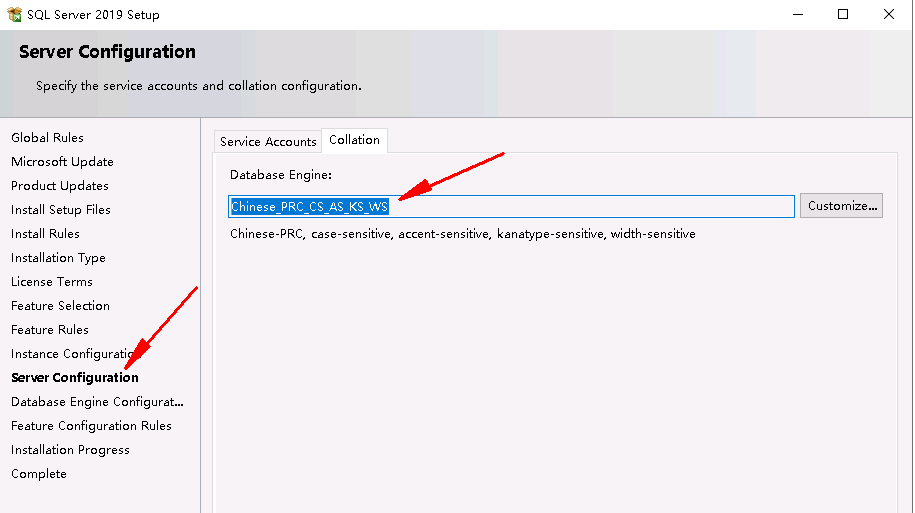 SQL Server 2019 Setup
Server Configuration
Specify the service accounts and collation configuration.
Global Rules
Microsoft Update
Product Updates
Install Setup Files
Install Rules
Installation Type
License Terms
Feature Selection
Feature Rules
Instance Configuration
Server Configuration
Database Engine Configurat...
Feature Configuration Rules
Installation Progress
Complete
Service Accounts Collation
Database Engine:
Chinese_PRC_CS_AS_KS_WS Customize...
Chinese-PRC, case-sensitive, accent-sensitive, kanatype-sensitive, width-sensitive